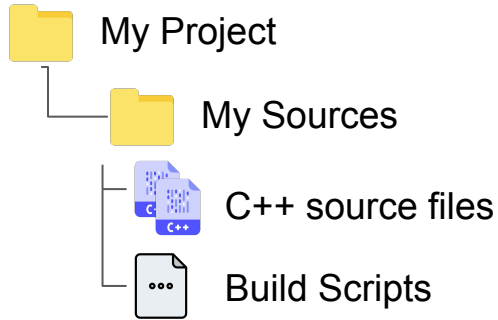 My Project
My Sources
C++
C++ source files
Build Scripts